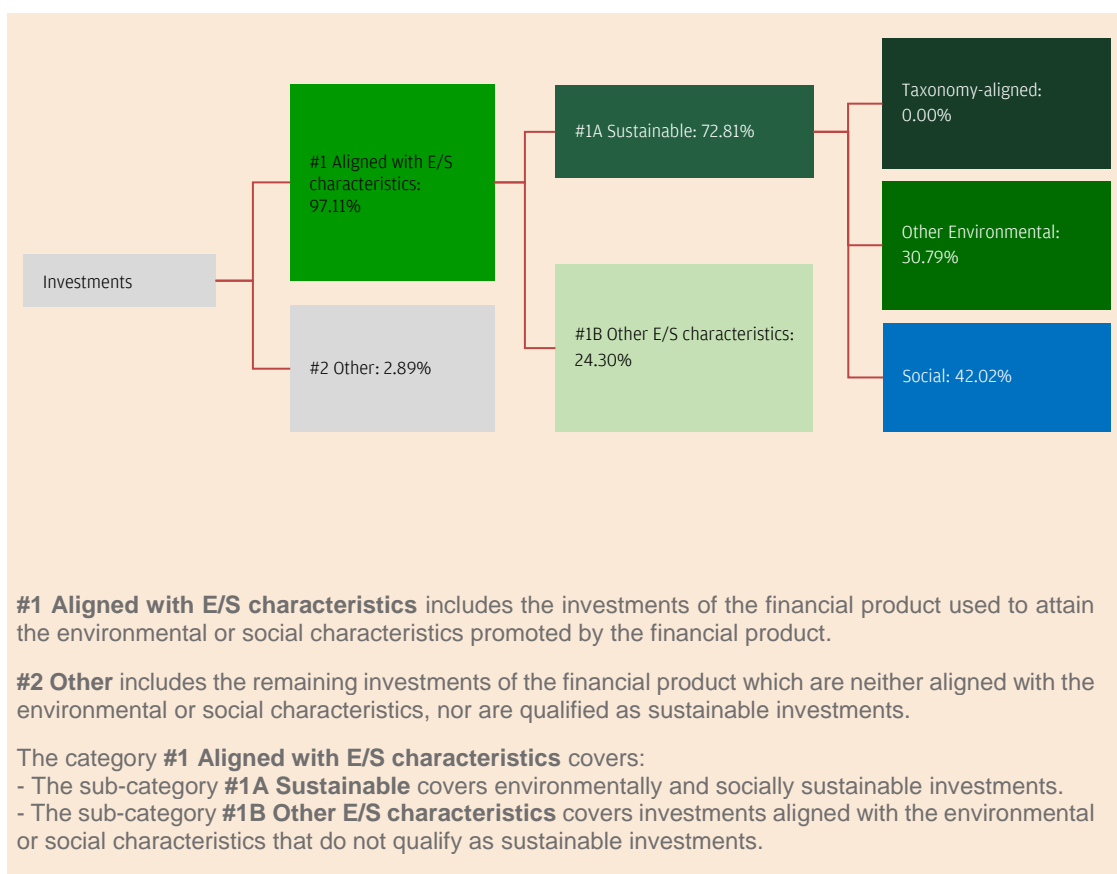 Investments
#1 Aligned with E/S
characteristics:
97.11%
#2 Other: 2.89%
#1A Sustainable: 72.81%
#1B Other E/S characteristics:
24.30%
Taxonomy-aligned:
0.00%
Other Environmental:
30.79%
Social: 42.02%
#1 Aligned with E/S characteristics includes the investments of the financial product used to attain
the environmental or social characteristics promoted by the financial product.
#2 Other includes the remaining investments of the financial product which are neither aligned with the
environmental or social characteristics, nor are qualified as sustainable investments.
The category #1 Aligned with E/S characteristics covers:
- The sub-category #1A Sustainable covers environmentally and socially sustainable investments.
- The sub-category #1B Other E/S characteristics covers investments aligned with the environmental
or social characteristics that do not qualify as sustainable investments.